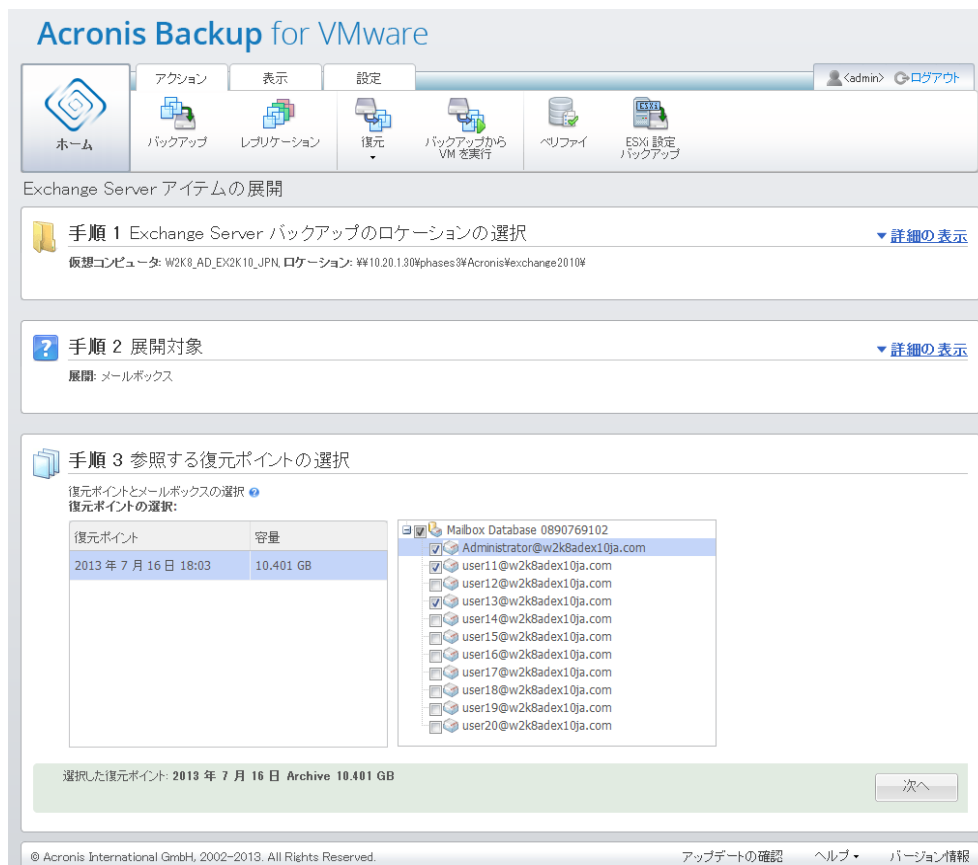 Acronis Backup for VMware
アクション
表示
設定
<admin> ログアウト
ホーム
バックアップ
レプリケーション
復元
バックアップから
VM を実行
ベリファイ
ESXi 設定
バックアップ
Exchange Server アイテムの展開
手順 1 Exchange Server バックアップのロケーションの選択
詳細の表示
仮想コンピュータ: W2K8_AD_EX2K10_JPN, ロケーション: ¥¥10.20.1.30¥phases3¥Acronis¥exchange2010¥
手順 2 展開対象
詳細の表示
展開: メールボックス
手順 3 参照する復元ポイントの選択
復元ポイントとメールボックスの選択
復元ポイントの選択:
復元ポイント 容量
2013 年 7 月 16 日 18:03 10.401 GB
Mailbox Database 0890769102
Administrator@w2k8adex10ja.com
user11@w2k8adex10ja.com
user12@w2k8adex10ja.com
user13@w2k8adex10ja.com
user14@w2k8adex10ja.com
user15@w2k8adex10ja.com
user16@w2k8adex10ja.com
user17@w2k8adex10ja.com
user18@w2k8adex10ja.com
user19@w2k8adex10ja.com
user20@w2k8adex10ja.com
選択した復元ポイント: 2013 年 7 月 16 日 Archive 10.401 GB
次へ
© Acronis International GmbH, 2002-2013. All Rights Reserved.
アップデートの確認 ヘルプ バージョン情報